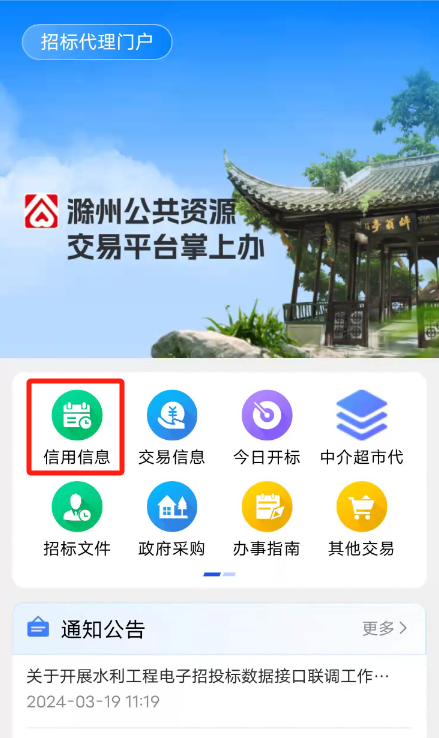 招标代理门户
滁州公共资源
交易平台掌上办
信用信息
交易信息
今日开标
中介超市代
招标文件
政府采购
办事指南
其他交易
通知公告
更多
关于开展水利工程电子招投标数据接口联调工作…
2024-03-19 11:19